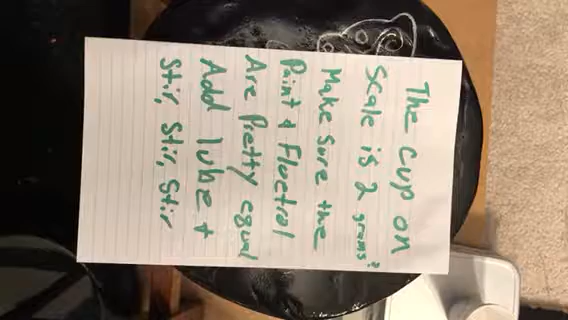 The cup on
Scale is 2 grams?
Make sure the
Paint & Floetrol
Are Pretty equal
Add lube +
Stir, Stir, Stir